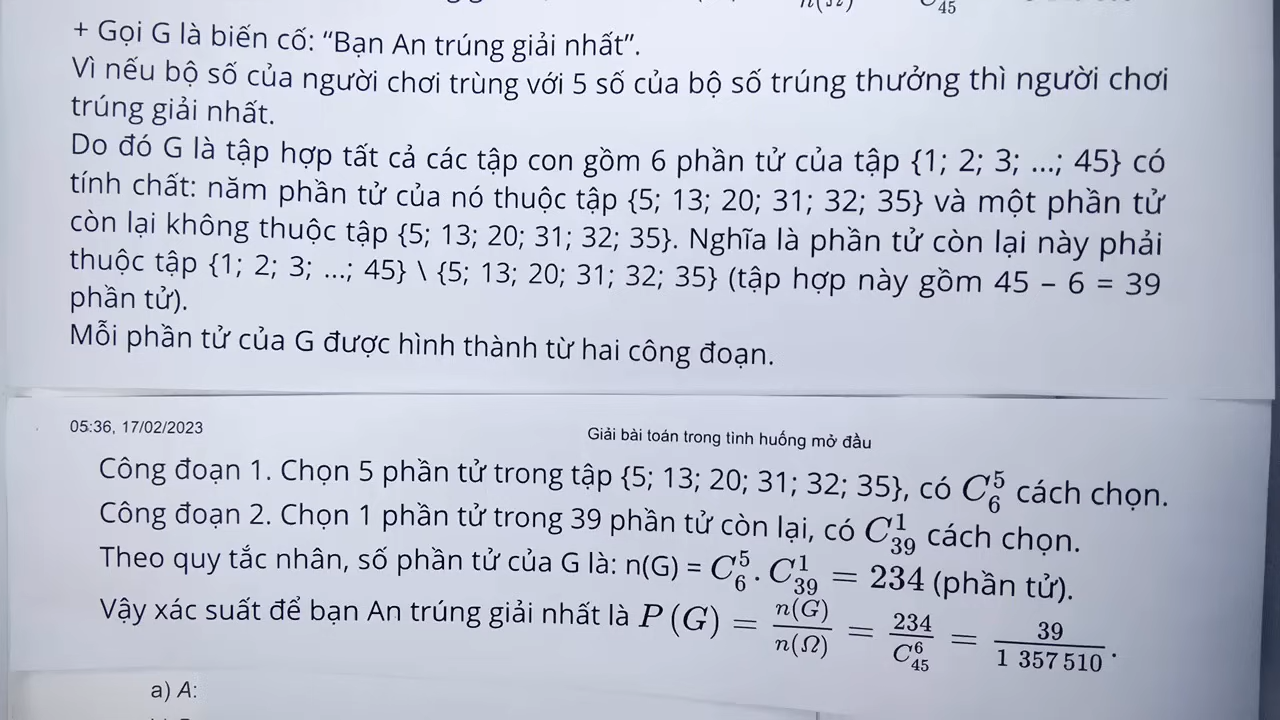 + Gọi G là biến cố: “Bạn An trúng giải nhất”.
Vì nếu bộ số của người chơi trùng với 5 số của bộ số trúng thưởng thì người chơi
trúng giải nhất.
Do đó G là tập hợp tất cả các tập con gồm 6 phần tử của tập {1; 2; 3; ...; 45} có
tính chất: năm phần tử của nó thuộc tập {5; 13; 20; 31; 32; 35} và một phần tử
còn lại không thuộc tập {5; 13; 20; 31; 32; 35}. Nghĩa là phần tử còn lại này phải
thuộc tập {1; 2; 3; ...; 45} \ {5; 13; 20; 31; 32; 35} (tập hợp này gồm 45 – 6 = 39
phần tử).
Mỗi phần tử của G được hình thành từ hai công đoạn.
05:36, 17/02/2023
Giải bài toán trong tình huống mở đầu
Công đoạn 1. Chọn 5 phần tử trong tập {5; 13; 20; 31; 32; 35}, có $C_6^5$ cách chọn.
Công đoạn 2. Chọn 1 phần tử trong 39 phần tử còn lại, có $C_{39}^1$ cách chọn.
Theo quy tắc nhân, số phần tử của G là: n(G) = $C_6^5 . C_{39}^1 = 234$ (phần tử).
Vậy xác suất để bạn An trúng giải nhất là $P(G) = \frac{n(G)}{n(\Omega)} = \frac{234}{C_{45}^6} = \frac{39}{1\ 357\ 510}$.
a) A: